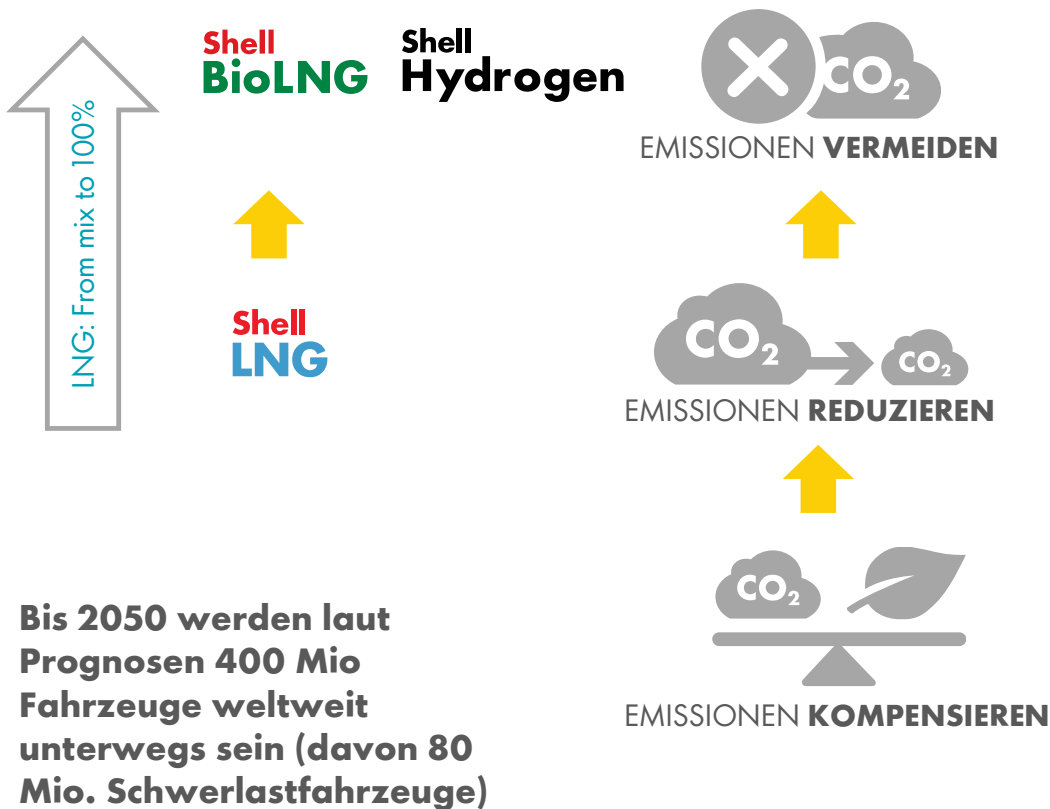 LNG: From mix to 100%
Shell
BioLNG
Shell
Hydrogen
CO₂
EMISSIONEN VERMEIDEN
Shell
LNG
CO₂
CO₂
EMISSIONEN REDUZIEREN
CO₂
EMISSIONEN KOMPENSIEREN
Bis 2050 werden laut
Prognosen 400 Mio
Fahrzeuge weltweit
unterwegs sein (davon 80
Mio. Schwerlastfahrzeuge)